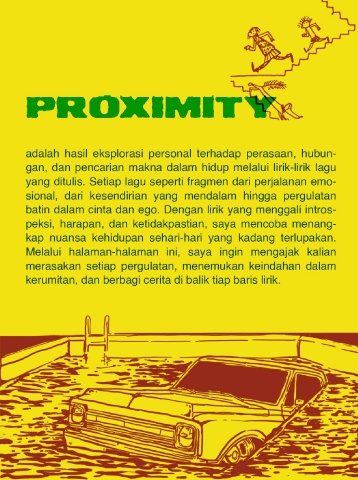 PROXIMITY
adalah hasil eksplorasi personal terhadap perasaan, hubun-
gan, dan pencarian makna dalam hidup melalui lirik-lirik lagu
yang ditulis. Setiap lagu seperti fragmen dari perjalanan emo-
sional, dari kesendirian yang mendalam hingga pergulatan
batin dalam cinta dan ego. Dengan lirik yang menggali intros-
peksi, harapan, dan ketidakpastian, saya mencoba menang-
kap nuansa kehidupan sehari-hari yang kadang terlupakan.
Melalui halaman-halaman ini, saya ingin mengajak kalian
merasakan setiap pergulatan, menemukan keindahan dalam
kerumitan, dan berbagi cerita di balik tiap baris lirik.